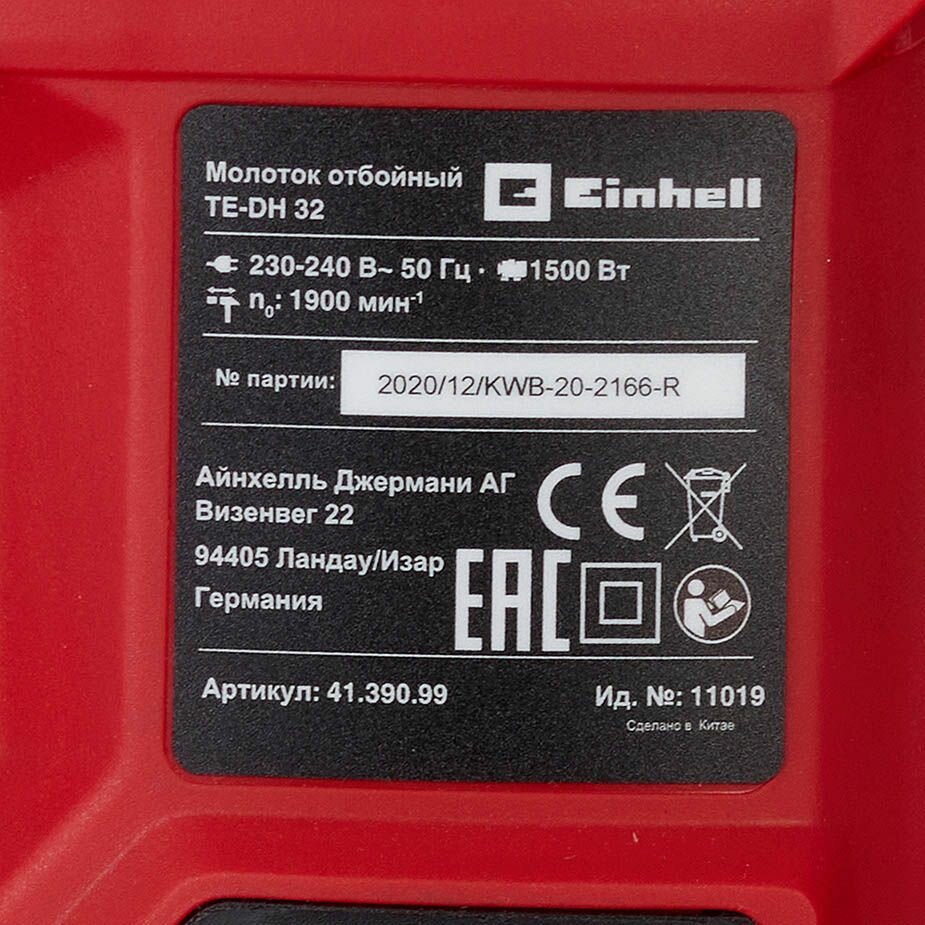 Молоток отбойный
TE-DH 32
Einhell
230-240 В~ 50 Гц · 1500 Вт
n₀: 1900 мин⁻¹
№ партии: 2020/12/KWB-20-2166-R
Айнхелль Джермани АГ
Визенвег 22
94405 Ландау/Изар
Германия
CE
EAC
Артикул: 41.390.99
Ид. №: 11019
Сделано в Китае